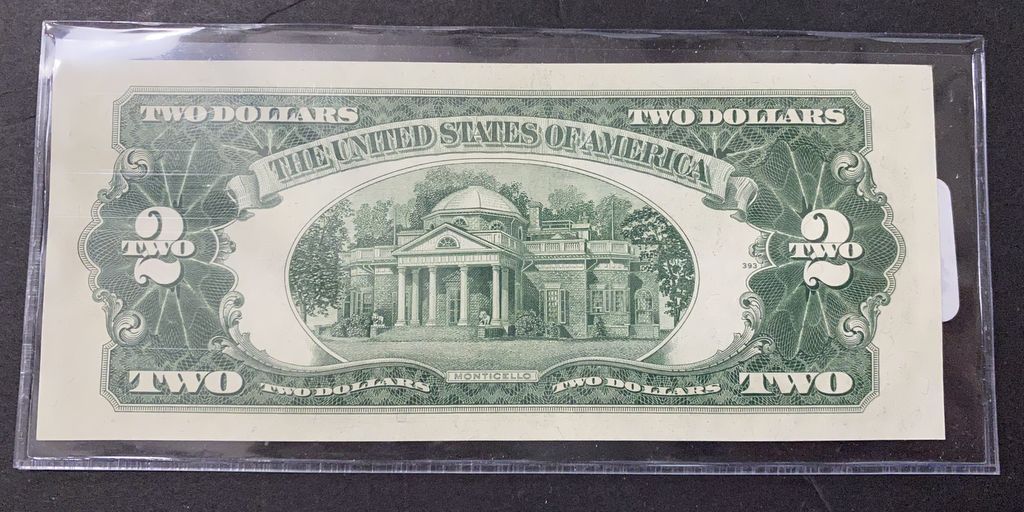 TWO DOLLARS TWO DOLLARS
THE UNITED STATES OF AMERICA
2
TWO
2
TWO
393
MONTICELLO
TWO TWO DOLLARS TWO DOLLARS TWO